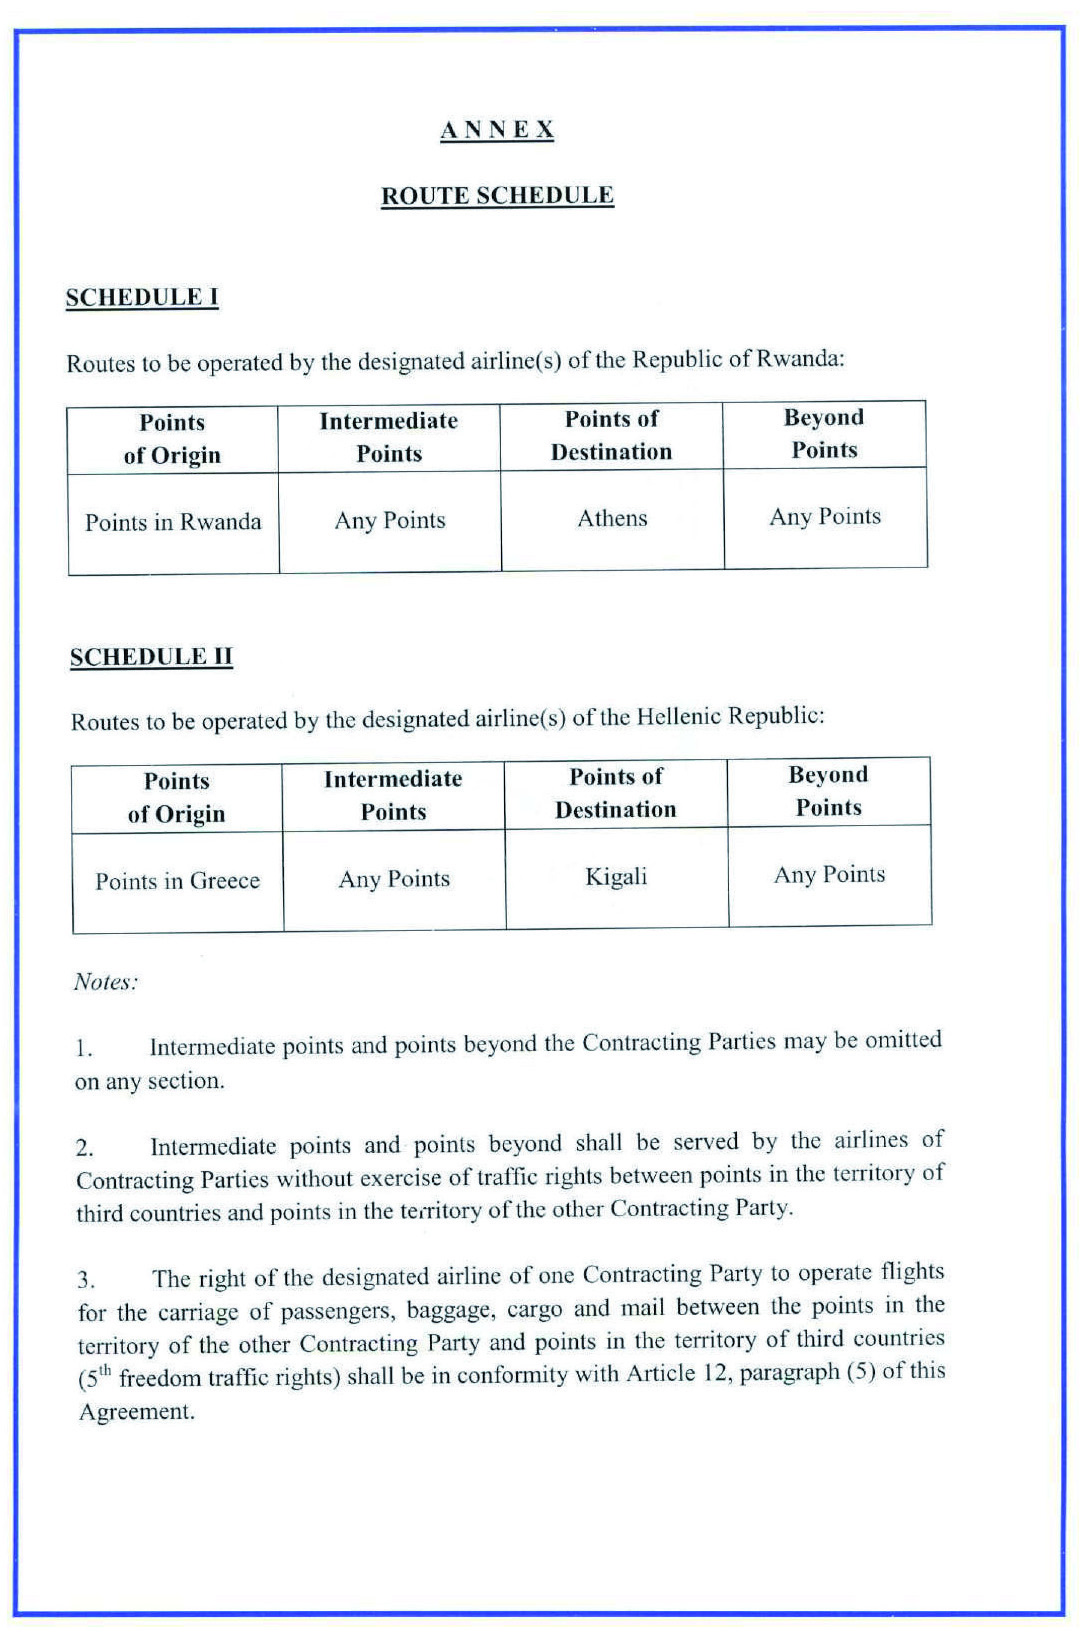 ANNEX
ROUTE SCHEDULE
SCHEDULE I
Routes to be operated by the designated airline(s) of the Republic of Rwanda:
Points of Origin Intermediate Points Points of Destination Beyond Points
Points in Rwanda Any Points Athens Any Points
SCHEDULE II
Routes to be operated by the designated airline(s) of the Hellenic Republic:
Points of Origin Intermediate Points Points of Destination Beyond Points
Points in Greece Any Points Kigali Any Points
Notes:
1. Intermediate points and points beyond the Contracting Parties may be omitted
on any section.
2. Intermediate points and points beyond shall be served by the airlines of
Contracting Parties without exercise of traffic rights between points in the territory of
third countries and points in the territory of the other Contracting Party.
3. The right of the designated airline of one Contracting Party to operate flights
for the carriage of passengers, baggage, cargo and mail between the points in the
territory of the other Contracting Party and points in the territory of third countries
(5th freedom traffic rights) shall be in conformity with Article 12, paragraph (5) of this
Agreement.